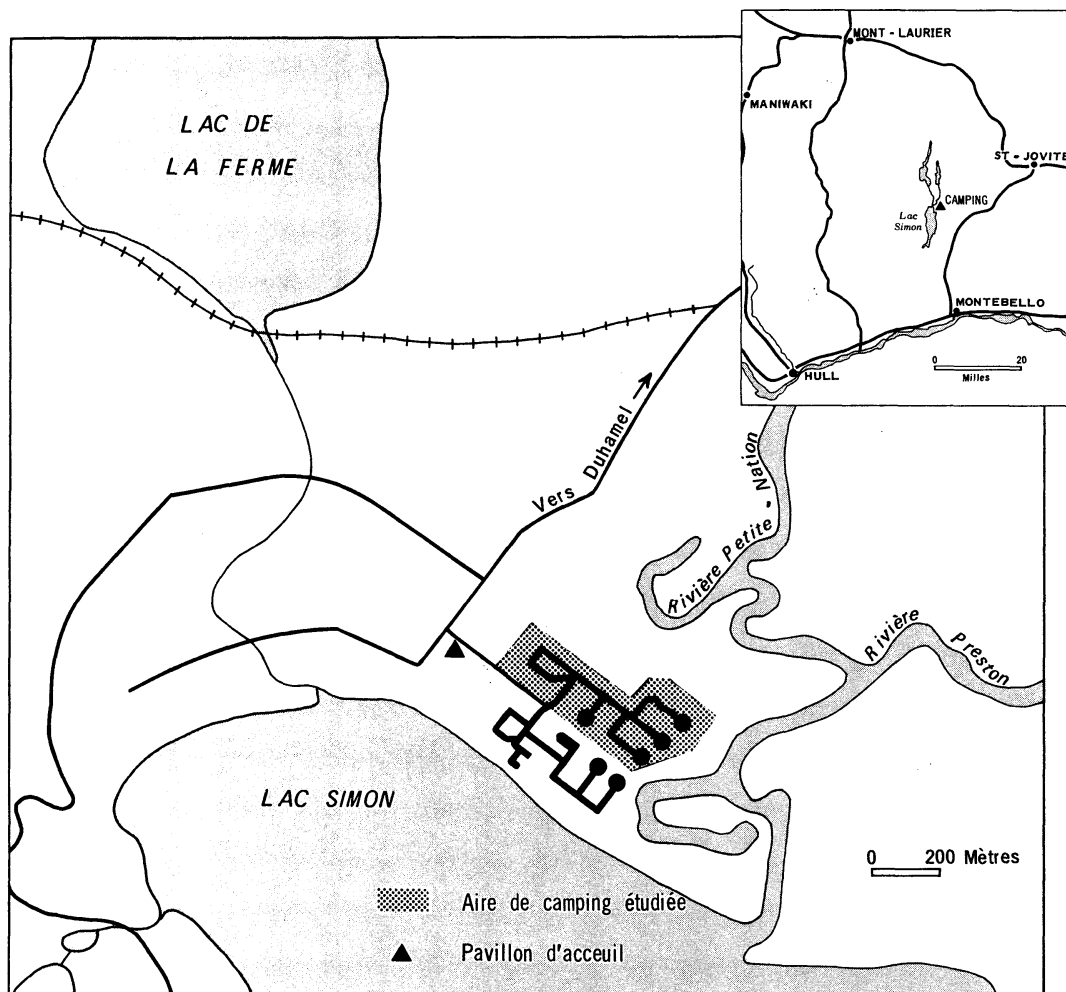 LAC DE
LA FERME
MONT - LAURIER
MANIWAKI
ST - JOVITE
CAMPING
Lac
Simon
MONTEBELLO
HULL
0 20
Milles
Vers Duhamel
Rivière Petite - Nation
Rivière Preston
LAC SIMON
0 200 Mètres
Aire de camping étudiée
Pavillon d'acceuil